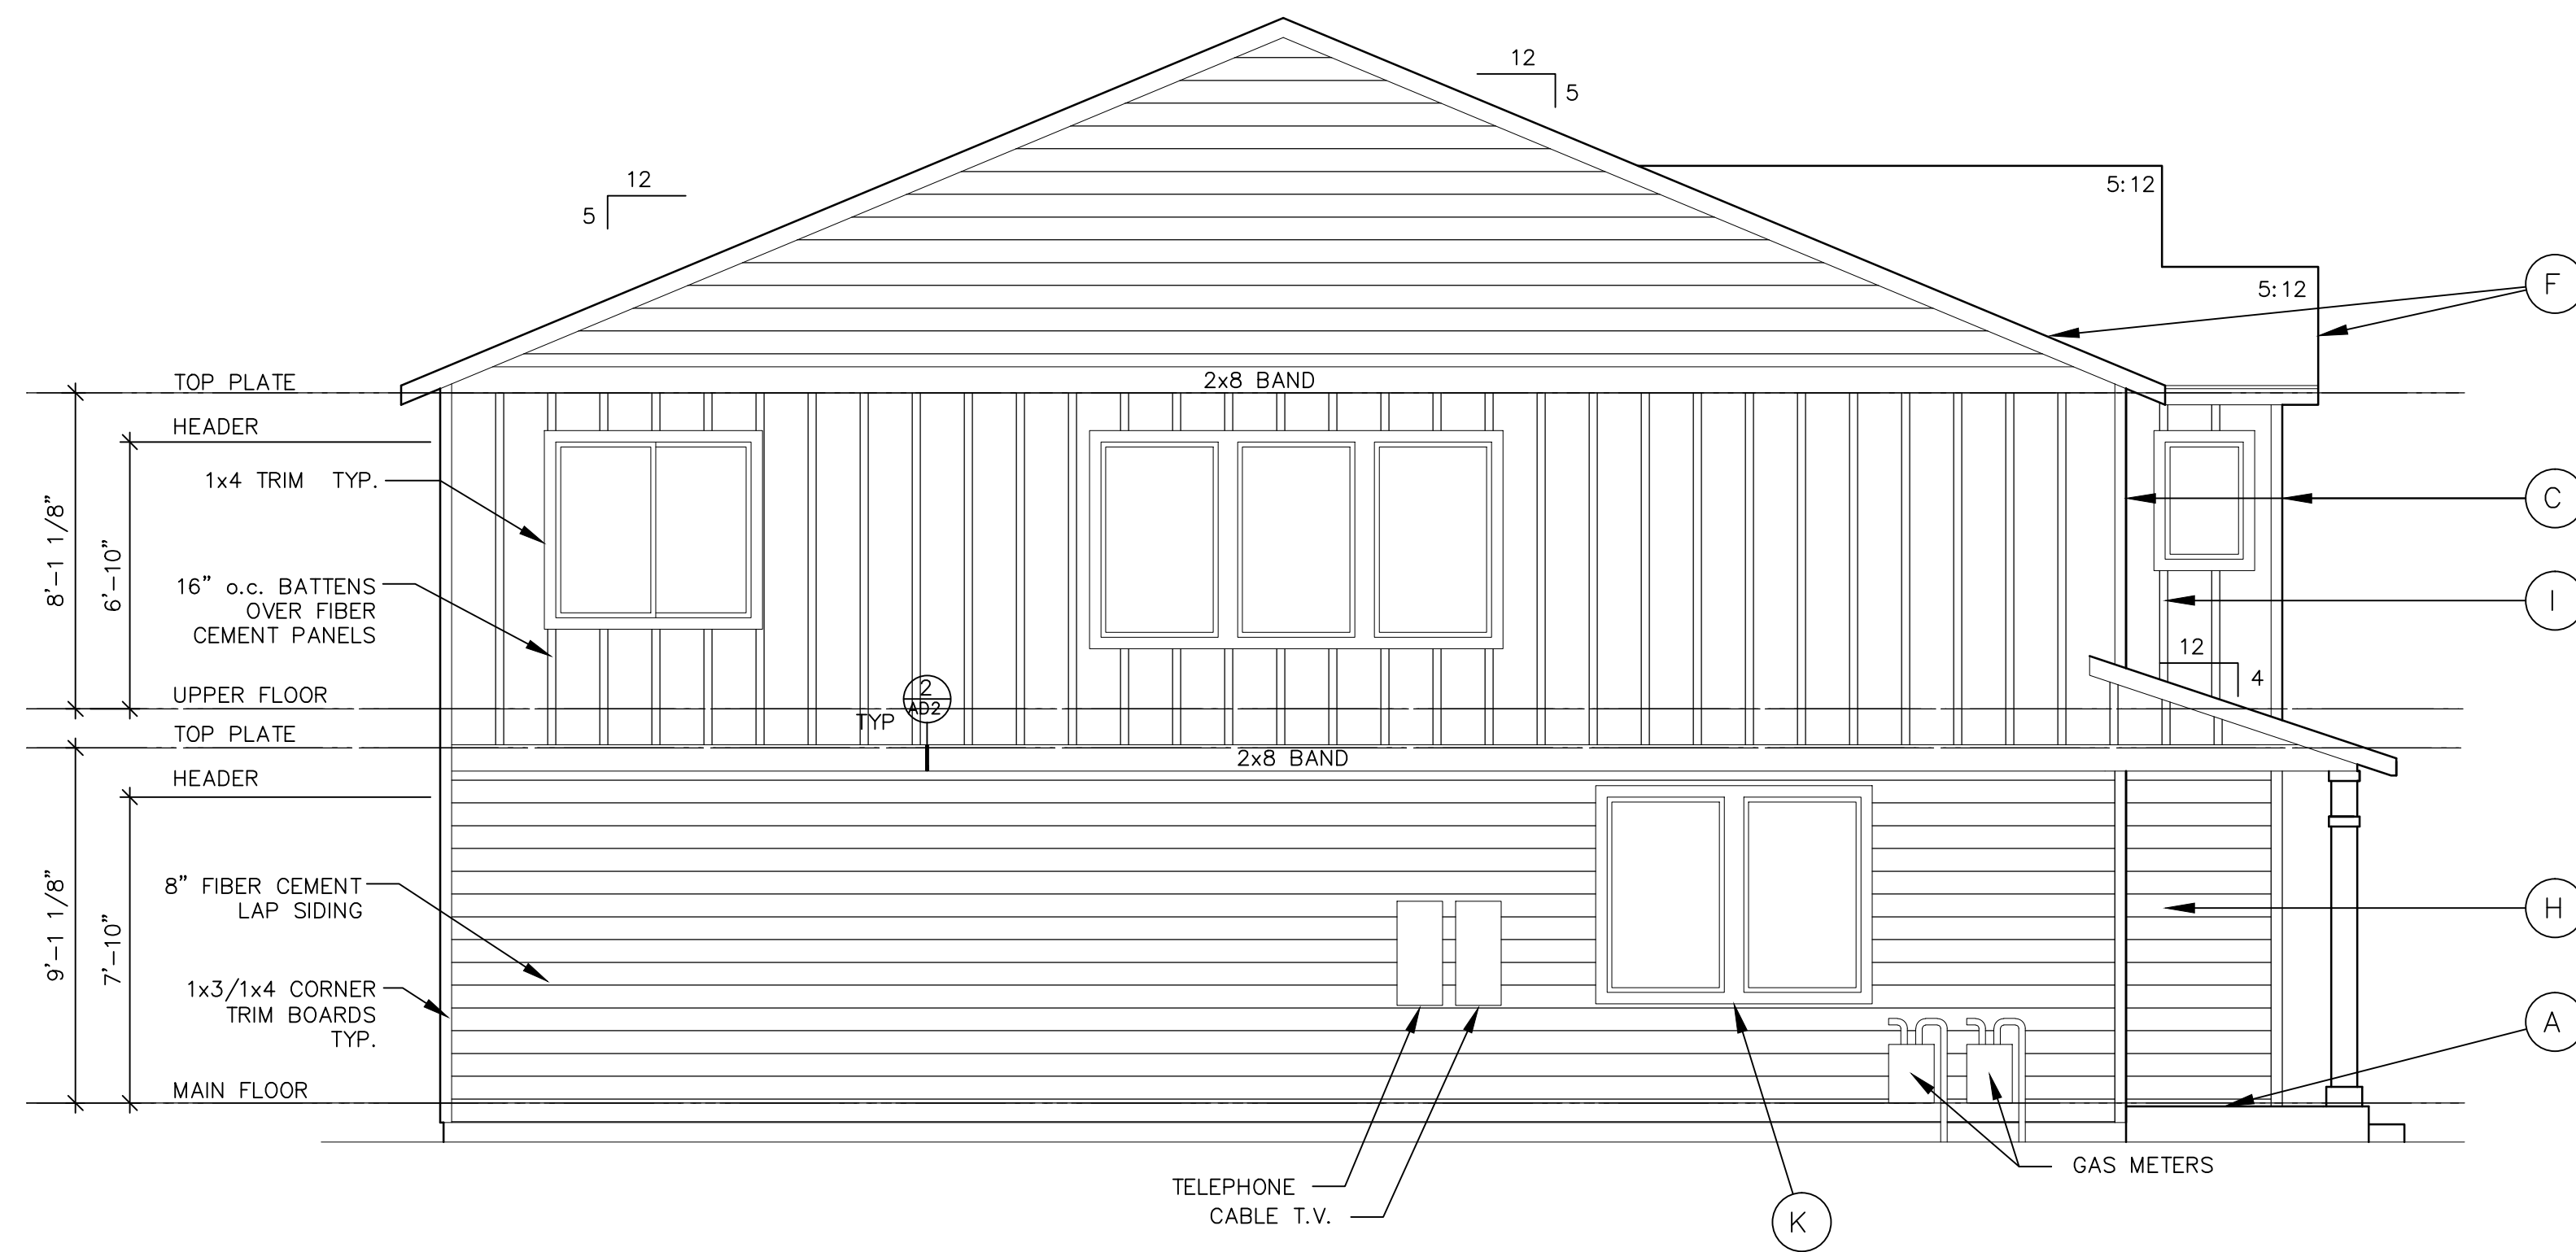 12
5
12
5
5:12
5:12
F
TOP PLATE
2x8 BAND
HEADER
1x4 TRIM  TYP.
C
8'-1 1/8"
6'-10"
16" o.c. BATTENS
OVER FIBER
CEMENT PANELS
I
12
4
UPPER FLOOR
2
AD2
TYP
TOP PLATE
2x8 BAND
HEADER
9'-1 1/8"
7'-10"
8" FIBER CEMENT
LAP SIDING
H
1x3/1x4 CORNER
TRIM BOARDS
TYP.
A
MAIN FLOOR
GAS METERS
TELEPHONE
CABLE T.V.
K